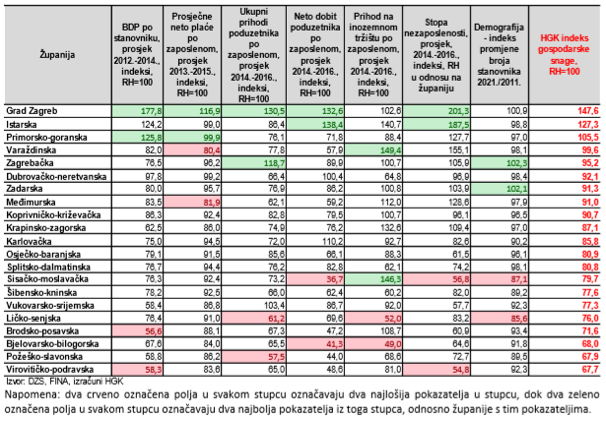 Županija | BDP po stanovniku, prosjek 2012.-2014., indeksi, RH=100 | Prosječne neto plaće po zaposlenom, prosjek 2013.-2015., indeksi, RH=100 | Ukupni prihodi poduzetnika po zaposlenom, prosjek 2014.-2016., indeksi, RH=100 | Neto dobit poduzetnika po zaposlenom, prosjek 2014.-2016., indeksi, RH=100 | Prihod na inozemnom tržištu po zaposlenom, prosjek 2014.-2016., indeksi, RH=100 | Stopa nezaposlenosti, prosjek, 2014.-2016., indeksi, RH u odnosu na županiju | Demografija - indeks promjene broja stanovnika 2021./2011. | HGK indeks gospodarske snage, RH=100
Grad Zagreb 177,8 116,9 130,5 132,6 102,6 201,3 100,9 147,6
Istarska 124,2 99,0 86,4 138,4 140,7 187,5 98,8 127,3
Primorsko-goranska 125,8 99,9 76,1 71,8 88,4 127,7 97,0 105,5
Varaždinska 82,0 80,4 77,8 57,9 149,4 155,1 98,1 99,6
Zagrebačka 76,5 96,2 118,7 89,9 100,7 105,9 102,3 95,2
Dubrovačko-neretvanska 97,8 99,2 66,4 100,4 64,8 96,9 98,4 92,1
Zadarska 80,0 95,7 76,9 86,2 100,8 103,9 102,1 91,3
Međimurska 83,5 81,9 62,1 59,2 112,0 128,6 97,9 91,0
Koprivničko-križevačka 86,3 92,4 82,8 79,5 100,7 96,1 96,5 90,7
Krapinsko-zagorska 62,5 86,0 74,9 76,2 132,6 109,4 97,0 87,1
Karlovačka 75,0 94,5 72,0 110,2 92,7 82,6 90,2 85,8
Osječko-baranjska 79,1 91,5 85,6 66,1 88,3 61,5 96,1 80,9
Splitsko-dalmatinska 76,7 94,4 76,2 82,8 62,1 74,2 98,1 80,8
Sisačko-moslavačka 76,3 92,4 73,2 36,7 146,3 56,8 87,1 79,7
Šibensko-kninska 78,2 92,5 66,0 62,4 60,2 82,0 89,2 77,6
Vukovarsko-srijemska 58,4 86,8 103,4 86,7 92,0 57,7 92,3 77,3
Ličko-senjska 76,4 91,0 61,2 69,6 52,0 83,2 85,6 76,0
Brodsko-posavska 56,6 88,1 67,3 47,2 108,7 60,9 93,4 71,6
Bjelovarsko-bilogorska 67,6 84,0 65,5 41,3 49,0 64,6 91,8 68,0
Požeško-slavonska 58,8 86,2 57,5 44,0 68,6 72,7 89,5 67,9
Virovitičko-podravska 58,3 83,6 65,0 48,6 81,0 54,8 92,3 67,7
Izvor: DZS, FINA, izračuni HGK
Napomena: dva crveno označena polja u svakom stupcu označavaju dva najlošija pokazatelja u stupcu, dok dva zeleno
označena polja u svakom stupcu označavaju dva najbolja pokazatelja iz toga stupca, odnosno županije s tim pokazateljima.